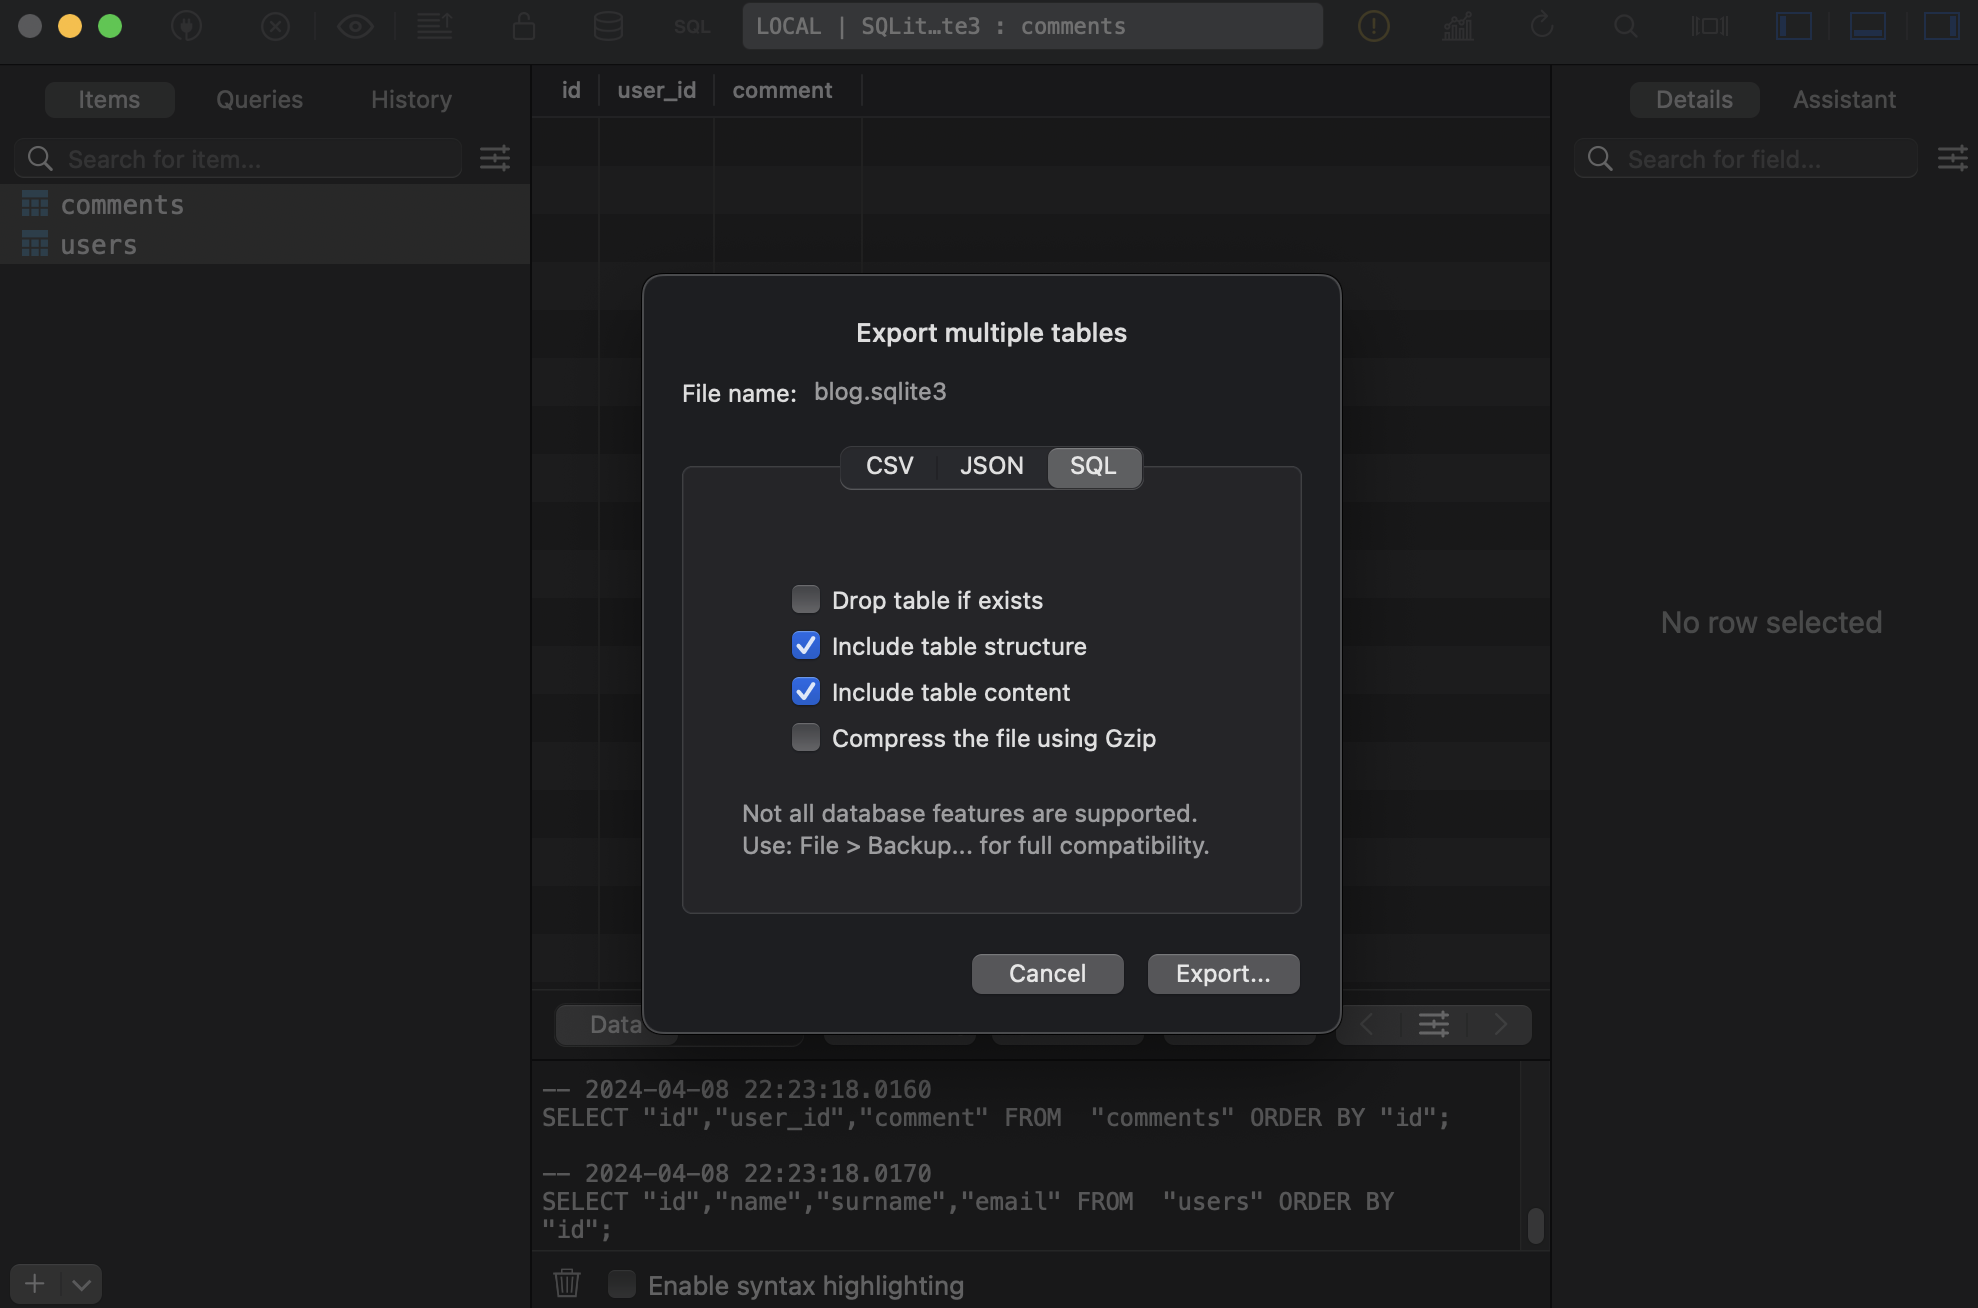 SQL
LOCAL | SQLit…te3 : comments
Items
Queries
History
Search for item...
comments
users
id
user_id
comment
Details
Assistant
Search for field...
No row selected
Export multiple tables
File name: blog.sqlite3
CSV
JSON
SQL
Drop table if exists
Include table structure
Include table content
Compress the file using Gzip
Not all database features are supported.
Use: File > Backup... for full compatibility.
Cancel
Export...
Data
-- 2024-04-08 22:23:18.0160
SELECT "id","user_id","comment" FROM  "comments" ORDER BY "id";
-- 2024-04-08 22:23:18.0170
SELECT "id","name","surname","email" FROM  "users" ORDER BY
"id";
Enable syntax highlighting